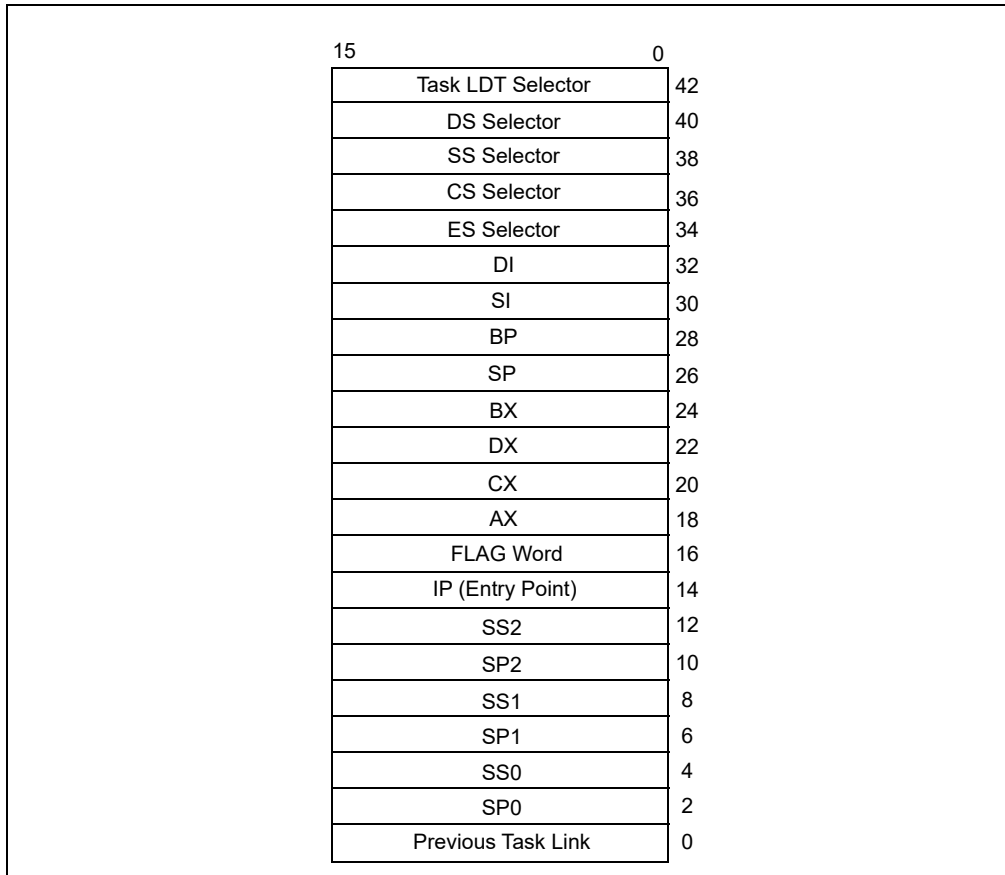 15 0
Task LDT Selector 42
DS Selector 40
SS Selector 38
CS Selector 36
ES Selector 34
DI 32
SI 30
BP 28
SP 26
BX 24
DX 22
CX 20
AX 18
FLAG Word 16
IP (Entry Point) 14
SS2 12
SP2 10
SS1 8
SP1 6
SS0 4
SP0 2
Previous Task Link 0